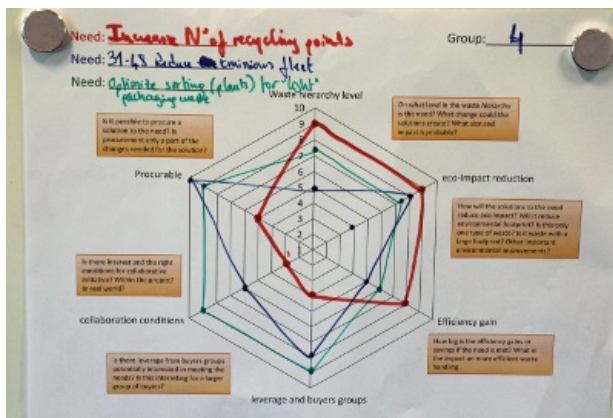 Need: Increase N° of recycling points
Group: 4
Need: 31-48 Reduce eminious fleet
Need: Optimize sorting (plants) for "light"
packaging waste
Waste hierarchy level
On what level in the waste hierarchy
is the need? What change could the
solutions create? What size and
impact is probable?
Is it possible to procure a
solution to the need? Is
procurement only a part of the
changes needed for the solution?
10
9
8
7
6
5
4
3
2
1
Procurable
eco-impact reduction
How will the solutions to the need
reduce eco impact? Will it reduce
environmental footprint? Is this only
one type of waste? Is it waste with a
large footprint? Other important
environmental improvements?
Is there interest and the right
conditions for collaborative
initiative? Within the project?
In real world?
collaboration conditions
Efficiency gain
How big is the efficiency gains or
savings if the need is met? What is
the impact on more efficient waste
handling
Is there leverage from buyers groups
potentially interested in meeting the
needs? Is this interesting for a larger
group of buyers?
leverage and buyers groups